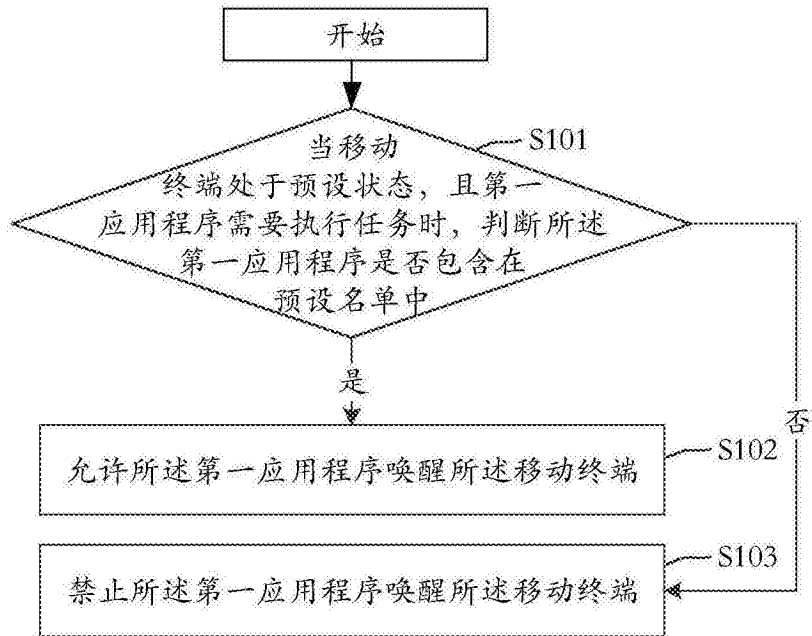 开始
当移动
终端处于预设状态，且第一
应用程序需要执行任务时，判断所述
第一应用程序是否包含在
预设名单中
S101
是
否
允许所述第一应用程序唤醒所述移动终端
S102
禁止所述第一应用程序唤醒所述移动终端
S103